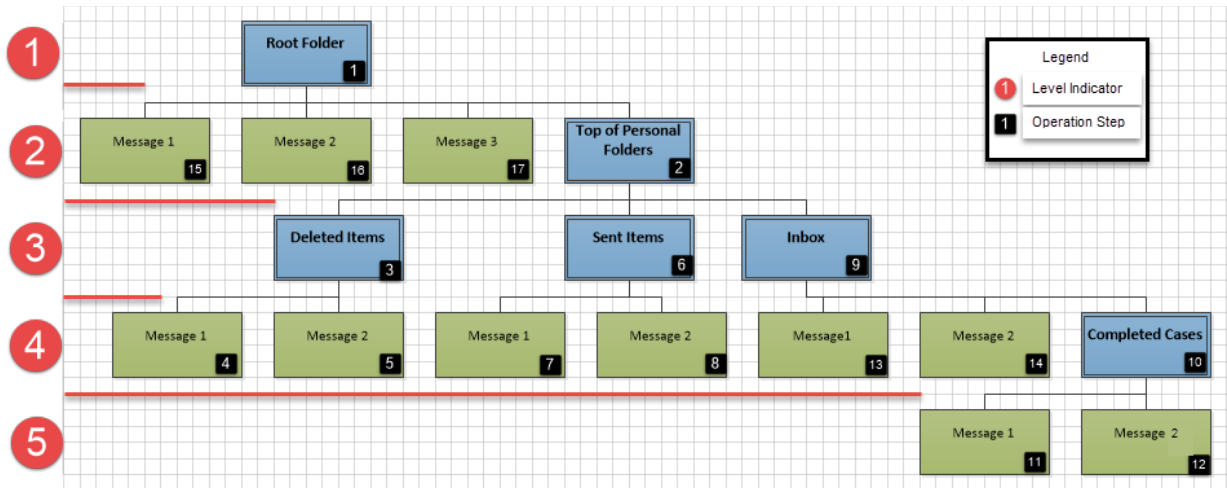 1
Root Folder
1
Legend
1
Level Indicator
1
Operation Step
2
Message 1
15
Message 2
16
Message 3
17
Top of Personal
Folders
2
3
Deleted Items
3
Sent Items
6
Inbox
9
4
Message 1
4
Message 2
5
Message 1
7
Message 2
8
Message1
13
Message 2
14
Completed Cases
10
5
Message 1
11
Message 2
12